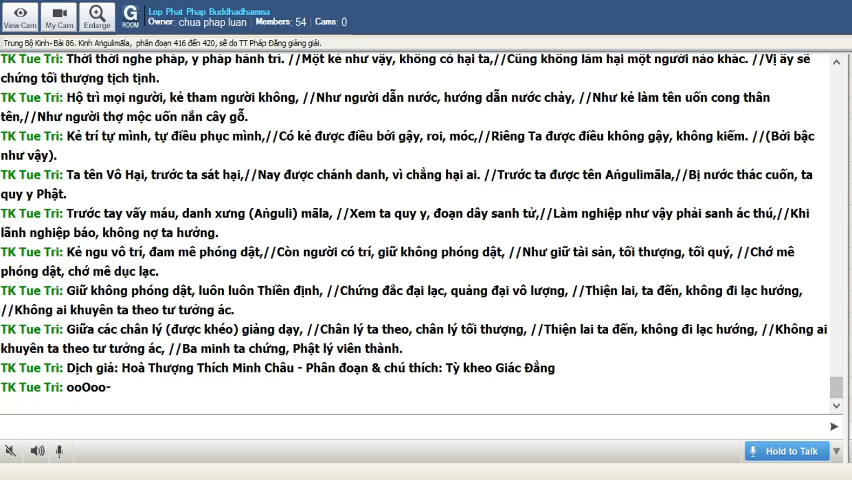 View Cam
My Cam
Enlarge
G
ROOM
Lop Phat Phap Buddhadhamma
Owner: chua phap luan | Members: 54 | Cams: 0
Trung Bộ Kinh- Bài 86. Kinh Aṅgulimāla, phân đoạn 416 đến 420, sẽ do TT Pháp Đăng giảng giải.
TK Tue Tri: Thời thời nghe pháp, y pháp hành trì. //Một kẻ như vậy, không có hại ta,//Cũng không làm hại một người nào khác. //Vị ấy sẽ
chứng tối thượng tịch tịnh.
TK Tue Tri: Hộ trì mọi người, kẻ tham người không, //Như người dẫn nước, hướng dẫn nước chảy, //Như kẻ làm tên uốn cong thân
tên,//Như người thợ mộc uốn nắn cây gỗ.
TK Tue Tri: Kẻ trí tự mình, tự điều phục mình,//Có kẻ được điều bởi gậy, roi, móc,//Riêng Ta được điều không gậy, không kiếm. //(Bởi bậc
như vậy).
TK Tue Tri: Ta tên Vô Hại, trước ta sát hại,//Nay được chánh danh, vì chẳng hại ai. //Trước ta được tên Aṅgulimāla,//Bị nước thác cuốn, ta
quy y Phật.
TK Tue Tri: Trước tay vấy máu, danh xưng (Aṅguli) māla, //Xem ta quy y, đoạn dây sanh tử,//Làm nghiệp như vậy phải sanh ác thú,//Khi
lãnh nghiệp báo, không nợ ta hưởng.
TK Tue Tri: Kẻ ngu vô trí, đam mê phóng dật,//Còn người có trí, giữ không phóng dật, //Như giữ tài sản, tối thượng, tối quý, //Chớ mê
phóng dật, chớ mê dục lạc.
TK Tue Tri: Giữ không phóng dật, luôn luôn Thiền định, //Chứng đắc đại lạc, quảng đại vô lượng, //Thiện lai, ta đến, không đi lạc hướng,
//Không ai khuyên ta theo tư tưởng ác.
TK Tue Tri: Giữa các chân lý (được khéo) giảng dạy, //Chân lý ta theo, chân lý tối thượng, //Thiện lai ta đến, không đi lạc hướng, //Không ai
khuyên ta theo tư tưởng ác, //Ba minh ta chứng, Phật lý viên thành.
TK Tue Tri: Dịch giả: Hoà Thượng Thích Minh Châu - Phân đoạn & chú thích: Tỳ kheo Giác Đẳng
TK Tue Tri: ooOoo-
Hold to Talk